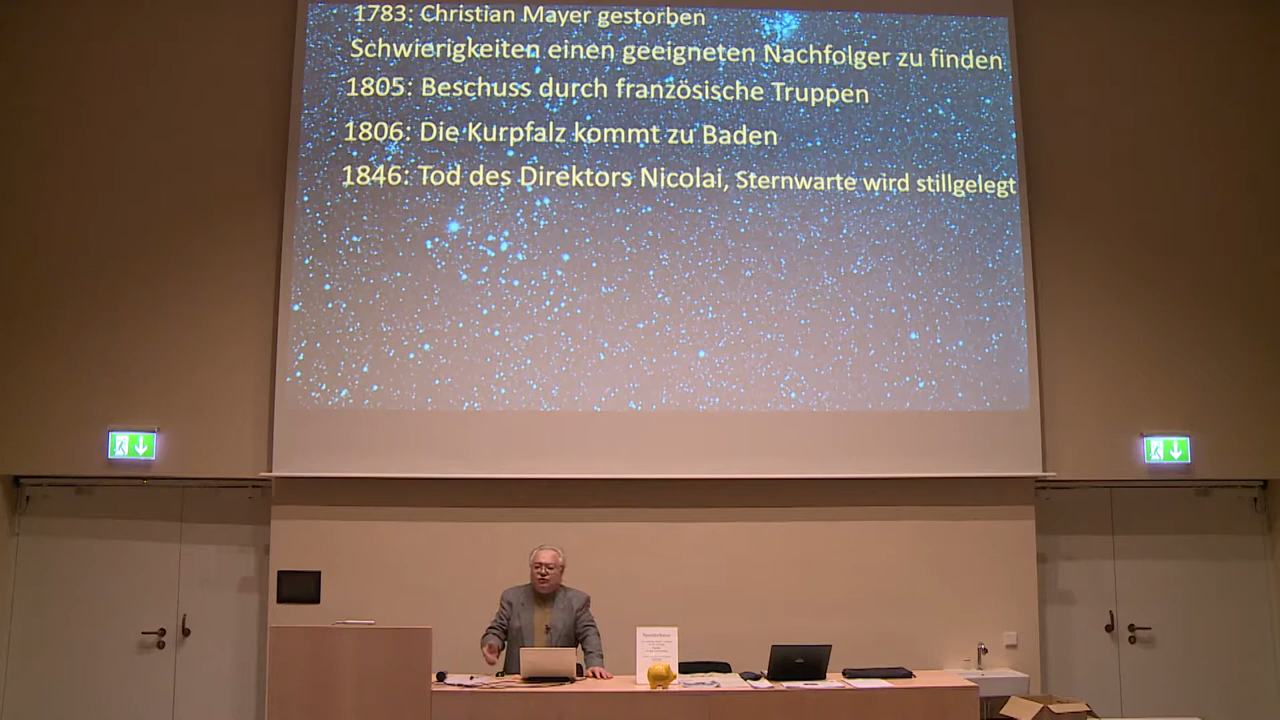 1783: Christian Mayer gestorben
Schwierigkeiten einen geeigneten Nachfolger zu finden
1805: Beschuss durch französische Truppen
1806: Die Kurpfalz kommt zu Baden
1846: Tod des Direktors Nicolai, Sternwarte wird stillgelegt